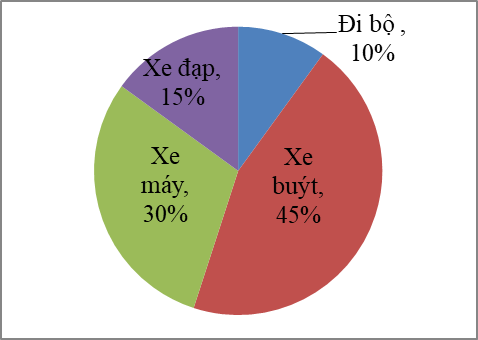 Đi bộ ,
10%
Xe đạp,
15%
Xe
máy,
30%
Xe
buýt,
45%